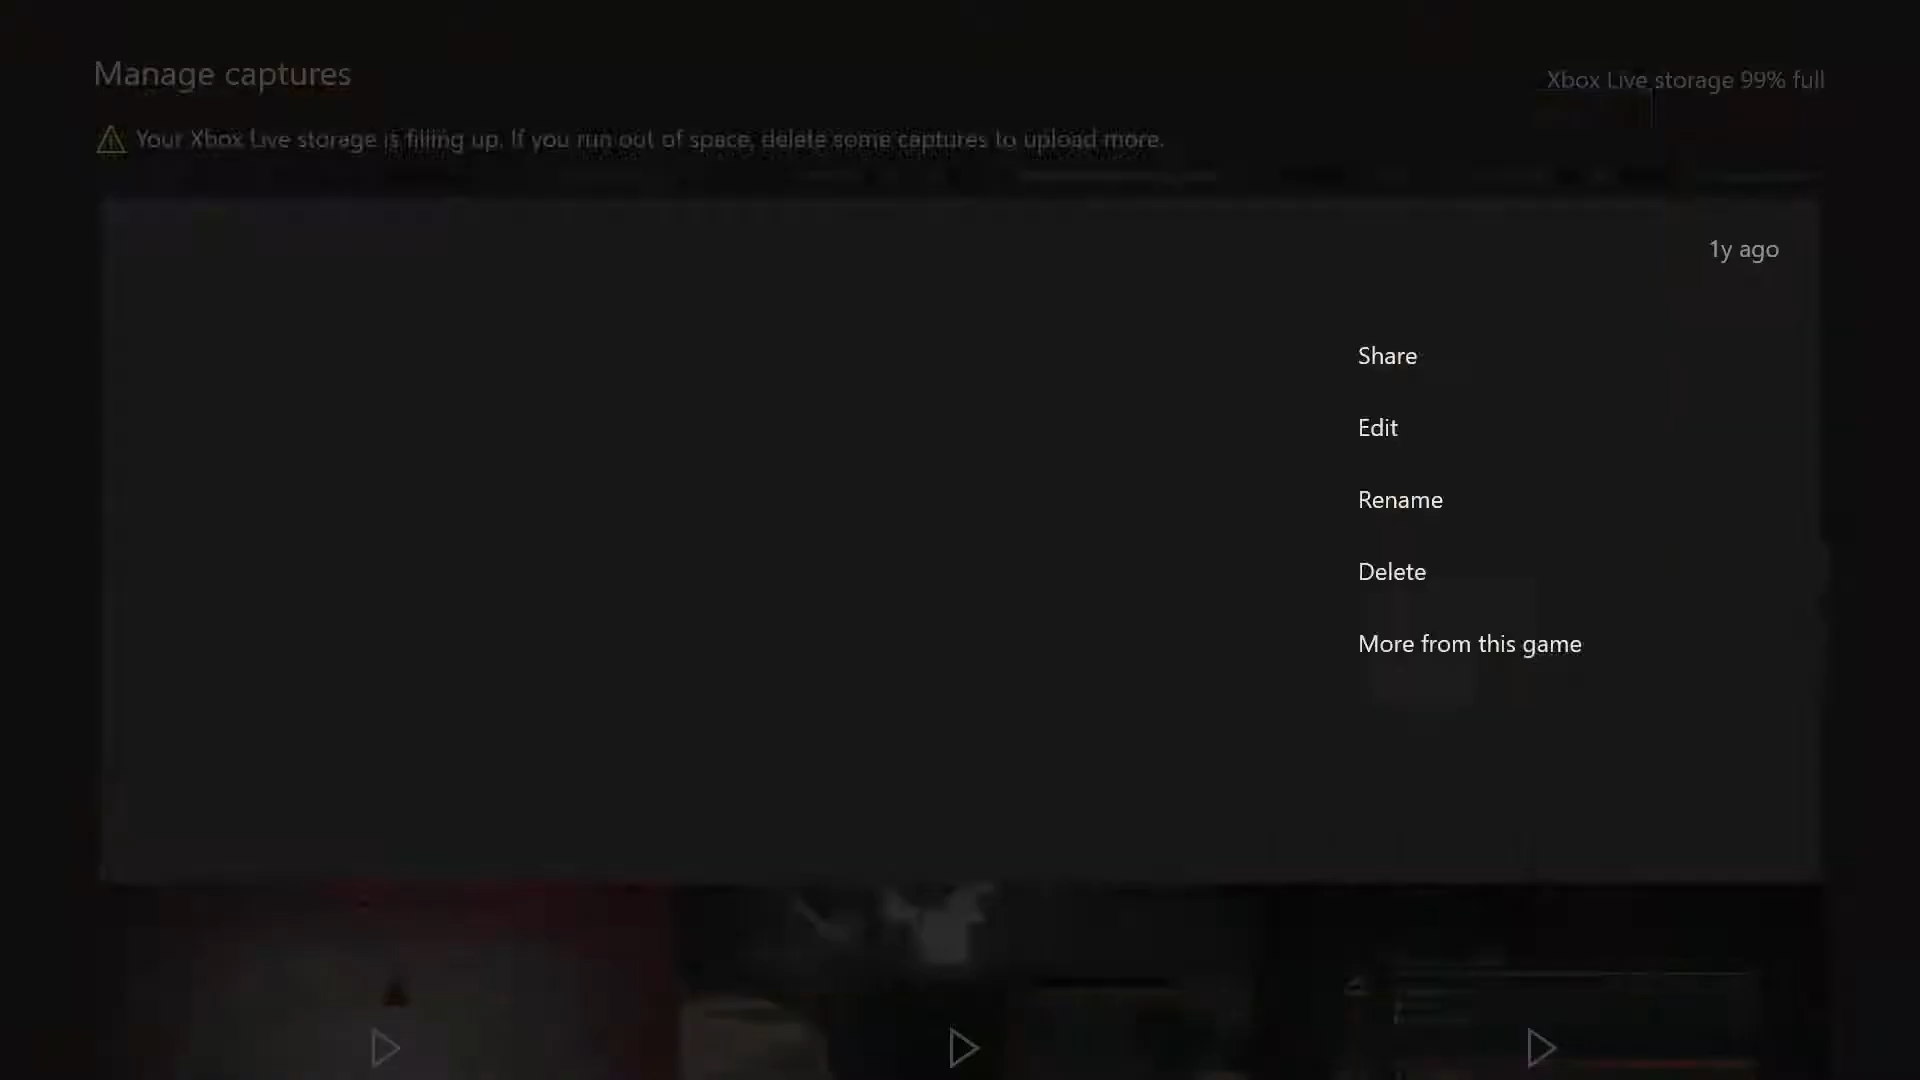 Manage captures
Xbox Live storage 99% full
Your Xbox Live storage is filling up. If you run out of space, delete some captures to upload more.
1y ago
Share
Edit
Rename
Delete
More from this game